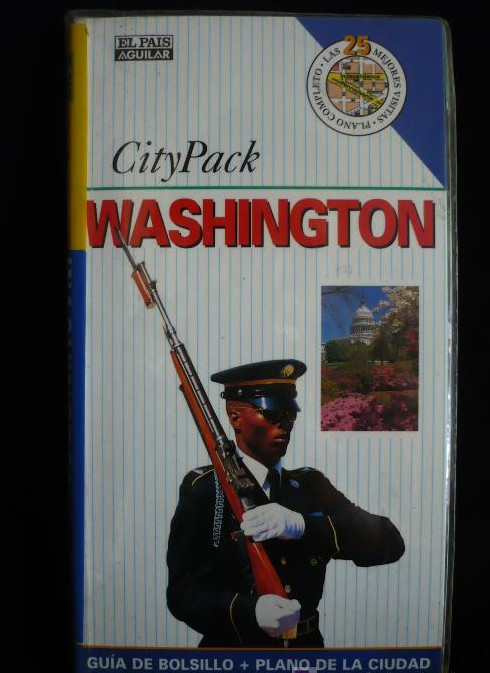 EL PAIS
AGUILAR
LAS 25 MEJORES VISITAS · PLANO COMPLETO ·
CityPack
WASHINGTON
GUÍA DE BOLSILLO + PLANO DE LA CIUDAD